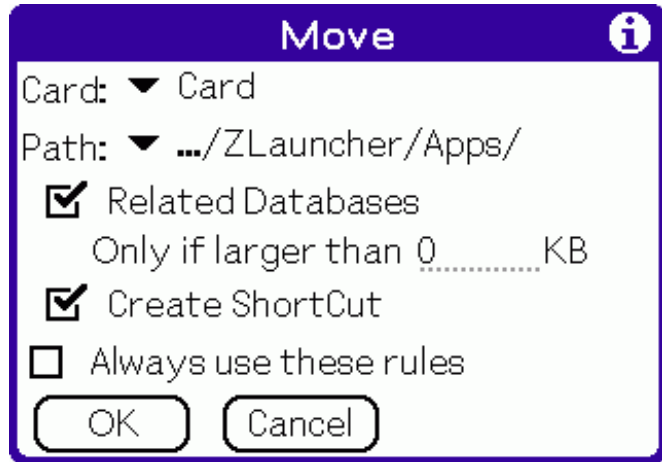 Move
Card: Card
Path: .../ZLauncher/Apps/
Related Databases
Only if larger than 0 KB
Create ShortCut
Always use these rules
OK Cancel